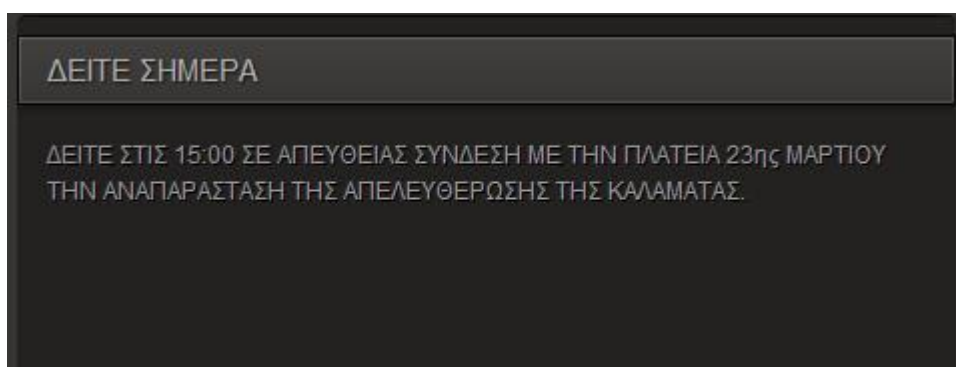 ΔΕΙΤΕ ΣΗΜΕΡΑ
ΔΕΙΤΕ ΣΤΙΣ 15:00 ΣΕ ΑΠΕΥΘΕΙΑΣ ΣΥΝΔΕΣΗ ΜΕ ΤΗΝ ΠΛΑΤΕΙΑ 23ης ΜΑΡΤΙΟΥ
ΤΗΝ ΑΝΑΠΑΡΑΣΤΑΣΗ ΤΗΣ ΑΠΕΛΕΥΘΕΡΩΣΗΣ ΤΗΣ ΚΑΛΑΜΑΤΑΣ.